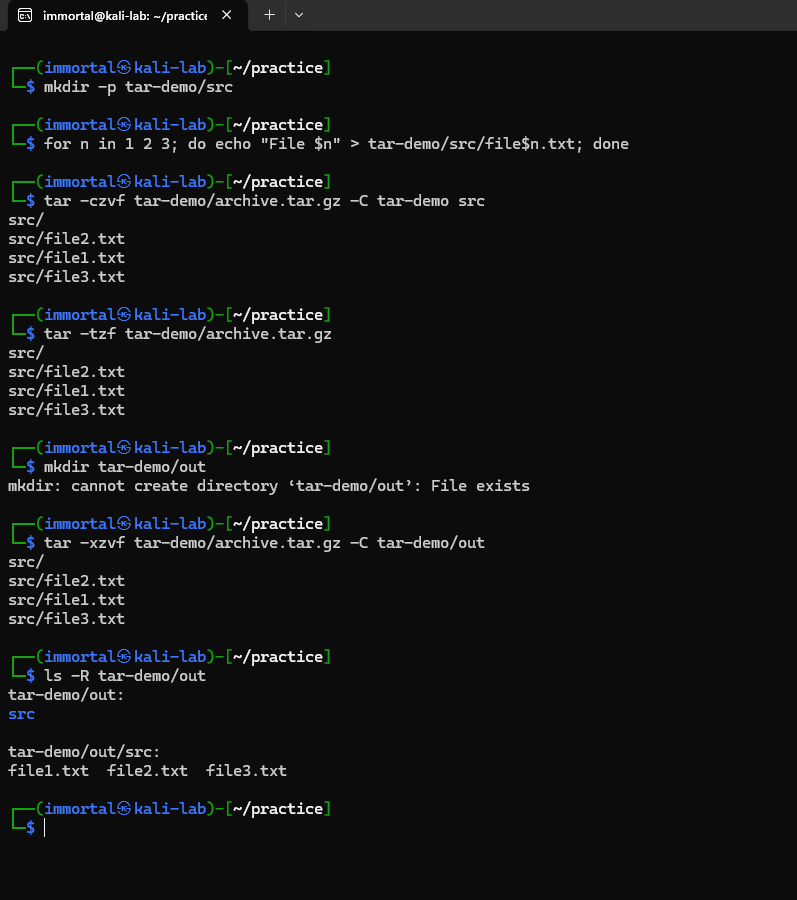 immortal@kali-lab: ~/practice
┌──(immortal㉿kali-lab)-[~/practice]
└─$ mkdir -p tar-demo/src
┌──(immortal㉿kali-lab)-[~/practice]
└─$ for n in 1 2 3; do echo "File $n" > tar-demo/src/file$n.txt; done
┌──(immortal㉿kali-lab)-[~/practice]
└─$ tar -czvf tar-demo/archive.tar.gz -C tar-demo src
src/
src/file2.txt
src/file1.txt
src/file3.txt
┌──(immortal㉿kali-lab)-[~/practice]
└─$ tar -tzf tar-demo/archive.tar.gz
src/
src/file2.txt
src/file1.txt
src/file3.txt
┌──(immortal㉿kali-lab)-[~/practice]
└─$ mkdir tar-demo/out
mkdir: cannot create directory ‘tar-demo/out’: File exists
┌──(immortal㉿kali-lab)-[~/practice]
└─$ tar -xzvf tar-demo/archive.tar.gz -C tar-demo/out
src/
src/file2.txt
src/file1.txt
src/file3.txt
┌──(immortal㉿kali-lab)-[~/practice]
└─$ ls -R tar-demo/out
tar-demo/out:
src
tar-demo/out/src:
file1.txt  file2.txt  file3.txt
┌──(immortal㉿kali-lab)-[~/practice]
└─$